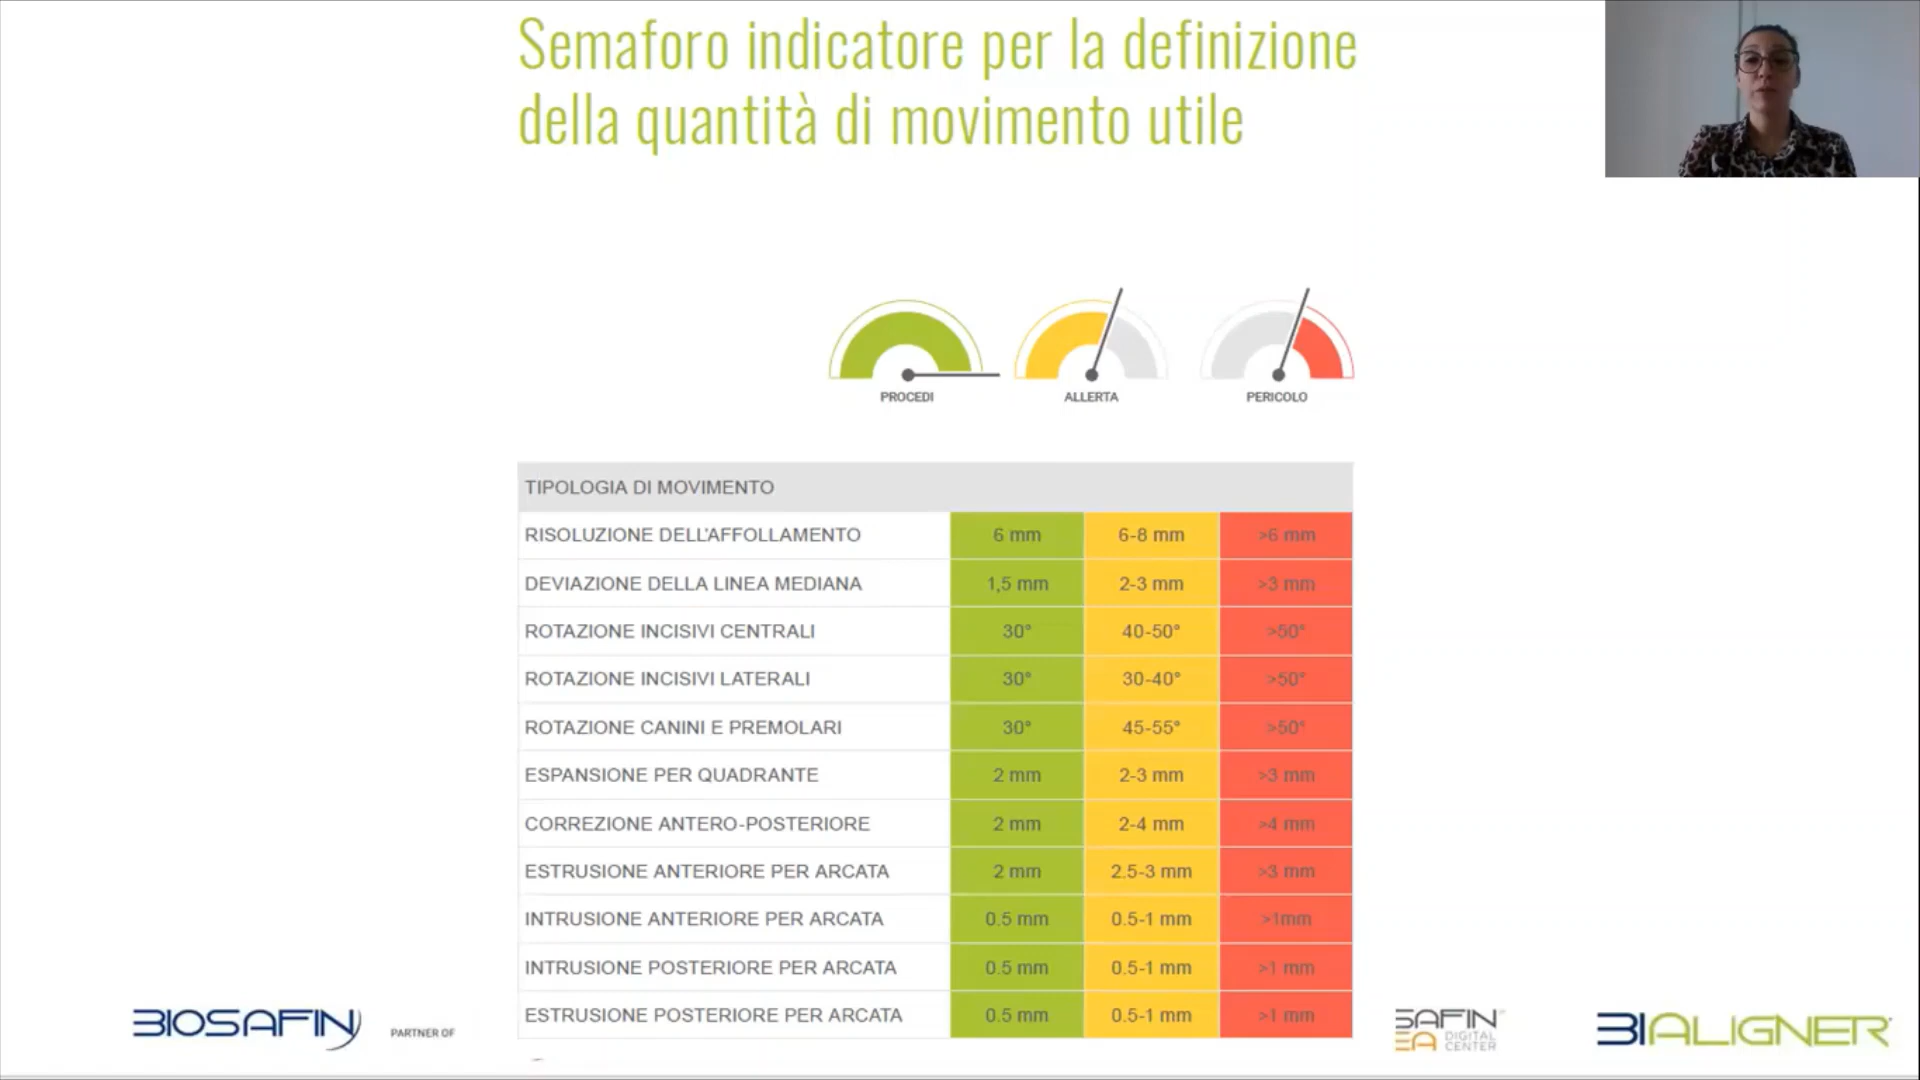 Semaforo indicatore per la definizione
della quantità di movimento utile
PROCEDI ALLERTA PERICOLO
TIPOLOGIA DI MOVIMENTO
RISOLUZIONE DELL'AFFOLLAMENTO 6 mm 6-8 mm >6 mm
DEVIAZIONE DELLA LINEA MEDIANA 1,5 mm 2-3 mm >3 mm
ROTAZIONE INCISIVI CENTRALI 30° 40-50° >50°
ROTAZIONE INCISIVI LATERALI 30° 30-40° >50°
ROTAZIONE CANINI E PREMOLARI 30° 45-55° >50°
ESPANSIONE PER QUADRANTE 2 mm 2-3 mm >3 mm
CORREZIONE ANTERO-POSTERIORE 2 mm 2-4 mm >4 mm
ESTRUSIONE ANTERIORE PER ARCATA 2 mm 2.5-3 mm >3 mm
INTRUSIONE ANTERIORE PER ARCATA 0.5 mm 0.5-1 mm >1mm
INTRUSIONE POSTERIORE PER ARCATA 0.5 mm 0.5-1 mm >1 mm
ESTRUSIONE POSTERIORE PER ARCATA 0.5 mm 0.5-1 mm >1 mm
BIOSAFIN PARTNER OF
SAFIN
EA DIGITAL
CENTER
BIALIGNER